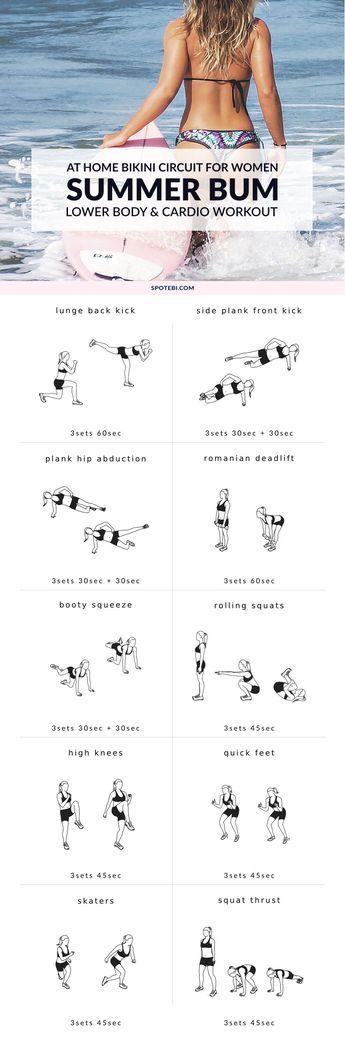 AT HOME BIKINI CIRCUIT FOR WOMEN
SUMMER BUM
LOWER BODY & CARDIO WORKOUT
SPOTEBI.COM
lunge back kick
side plank front kick
3sets 60sec
3sets 30sec + 30sec
plank hip abduction
romanian deadlift
3sets 30sec + 30sec
3sets 60sec
booty squeeze
rolling squats
3sets 30sec + 30sec
3sets 45sec
high knees
quick feet
3sets 45sec
3sets 45sec
skaters
squat thrust
3sets 45sec
3sets 45sec